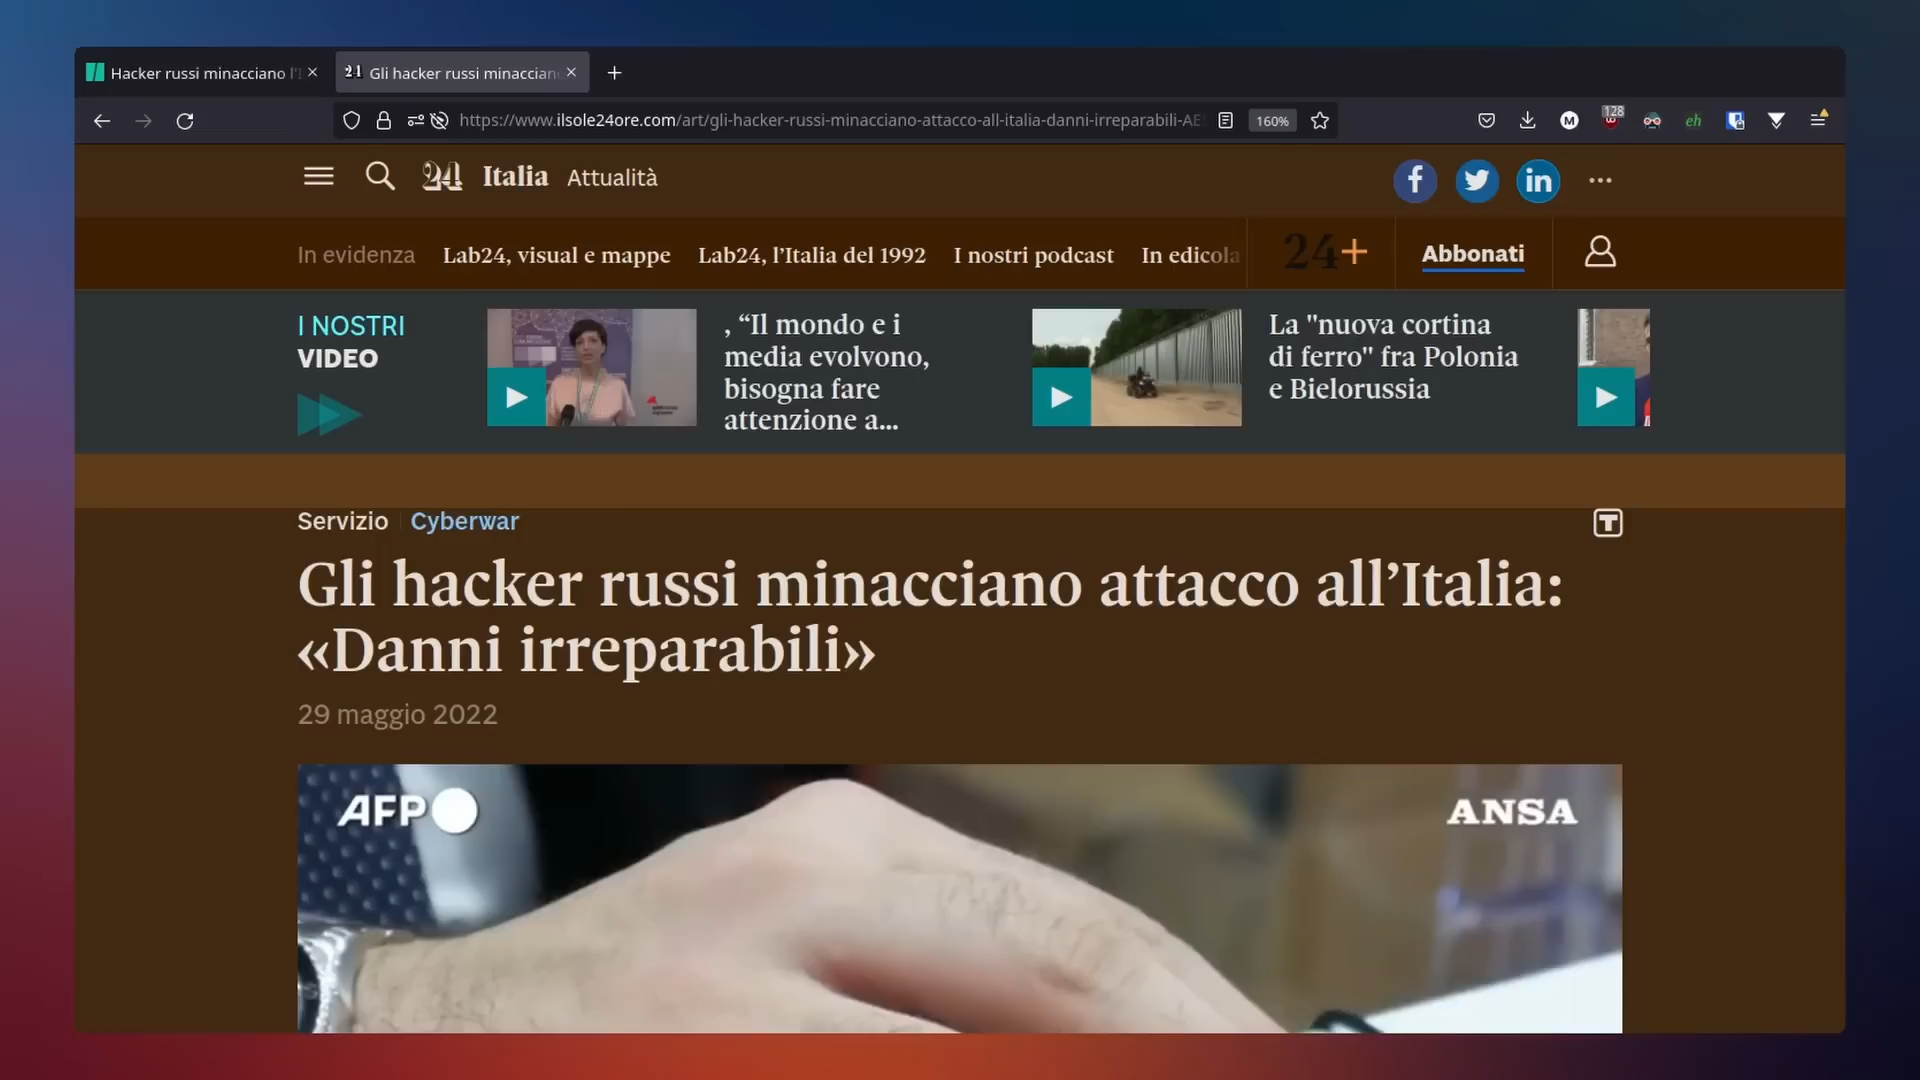 Hacker russi minacciano l'I
Gli hacker russi minaccian
https://www.ilsole24ore.com/art/gli-hacker-russi-minacciano-attacco-all-italia-danni-irreparabili-AE
160%
128
24 Italia Attualità
In evidenza Lab24, visual e mappe Lab24, l’Italia del 1992 I nostri podcast In edicola
24+ Abbonati
I NOSTRI
VIDEO
, “Il mondo e i
media evolvono,
bisogna fare
attenzione a...
La "nuova cortina
di ferro" fra Polonia
e Bielorussia
Servizio Cyberwar
Gli hacker russi minacciano attacco all’Italia:
«Danni irreparabili»
29 maggio 2022
AFP
ANSA